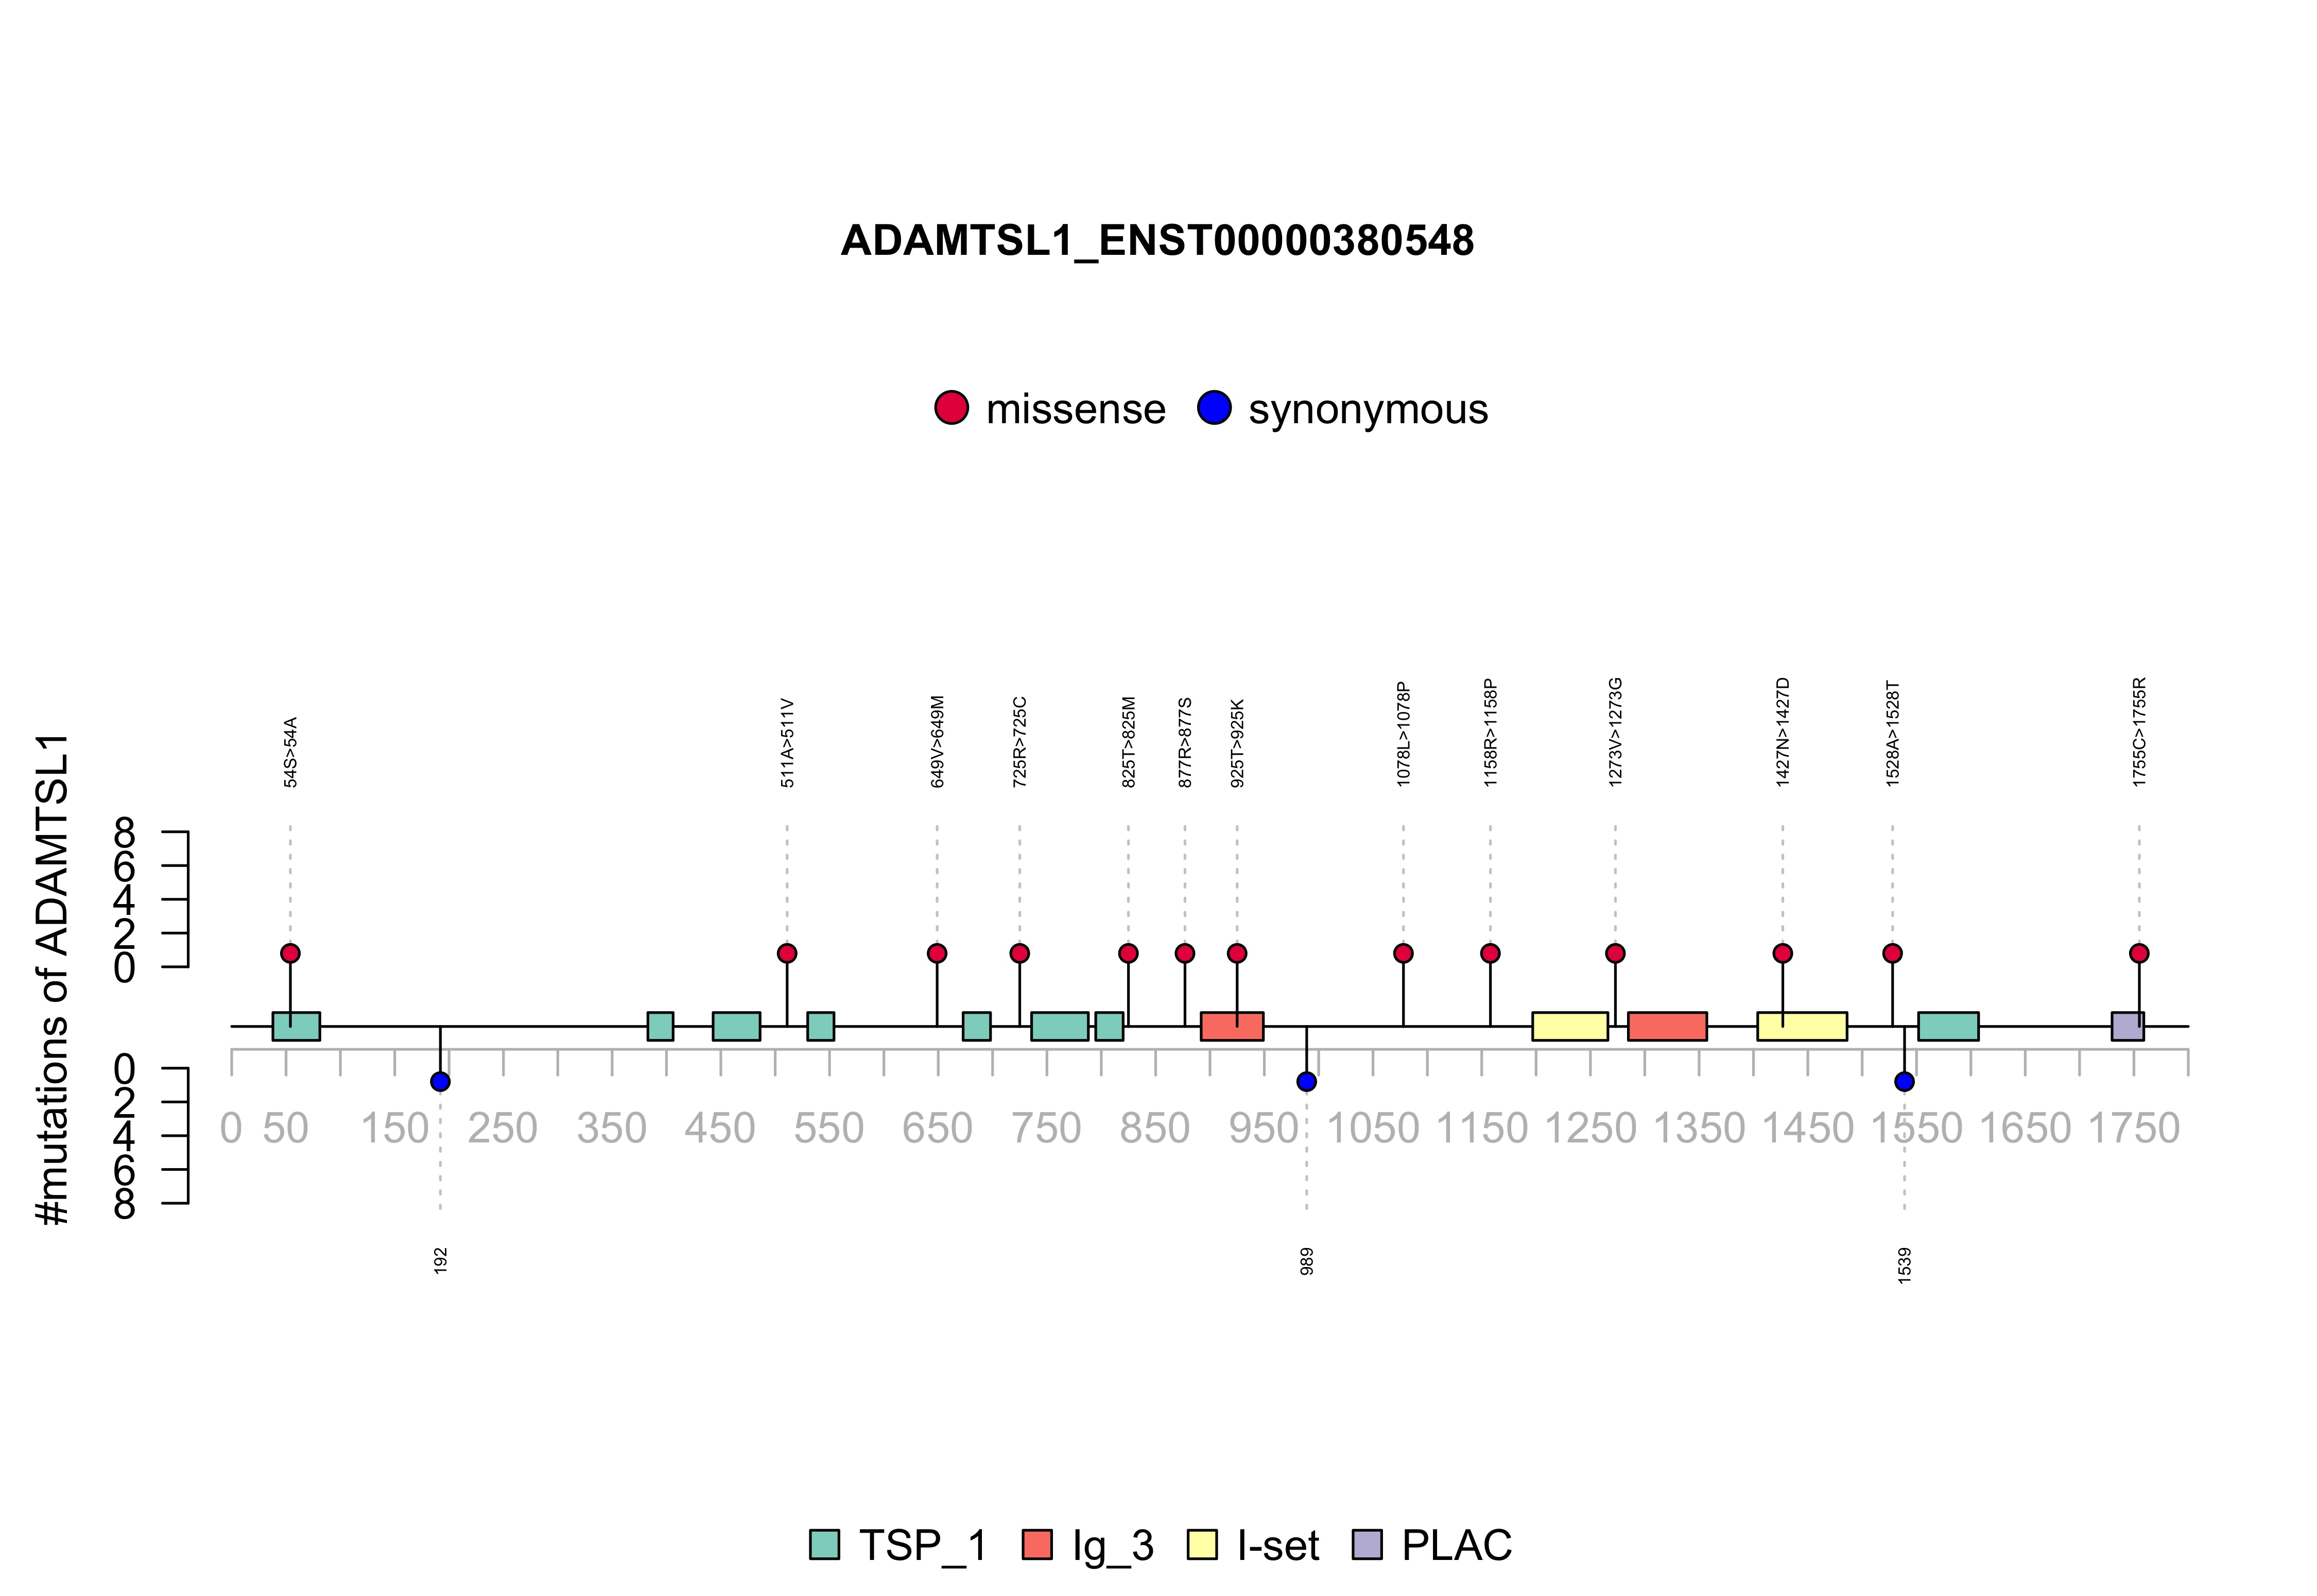 ADAMTSL1_ENST00000380548
missense synonymous
54S>54A 511A>511V 649V>649M 725R>725C 825T>825M 877R>877S 925T>925K 1078L>1078P 1158R>1158P 1273V>1273G 1427N>1427D 1528A>1528T 1755C>1755R
#mutations of ADAMTSL1
8
6
4
2
0
0
2
4
6
8
0 50 150 250 350 450 550 650 750 850 950 1050 1150 1250 1350 1450 1550 1650 1750
192 989 1539
TSP_1 Ig_3 I-set PLAC